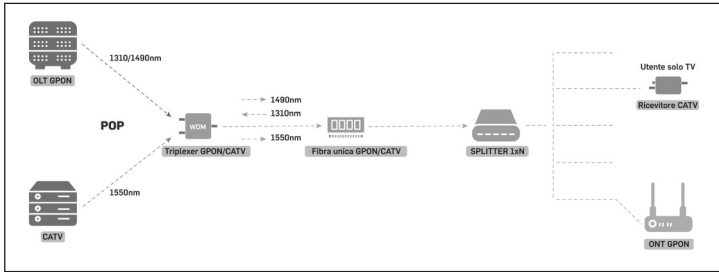 OLT GPON
1310/1490nm
POP
WDM
Triplexer GPON/CATV
1490nm
1310nm
1550nm
Fibra unica GPON/CATV
SPLITTER 1xN
Utente solo TV
Ricevitore CATV
1550nm
CATV
ONT GPON